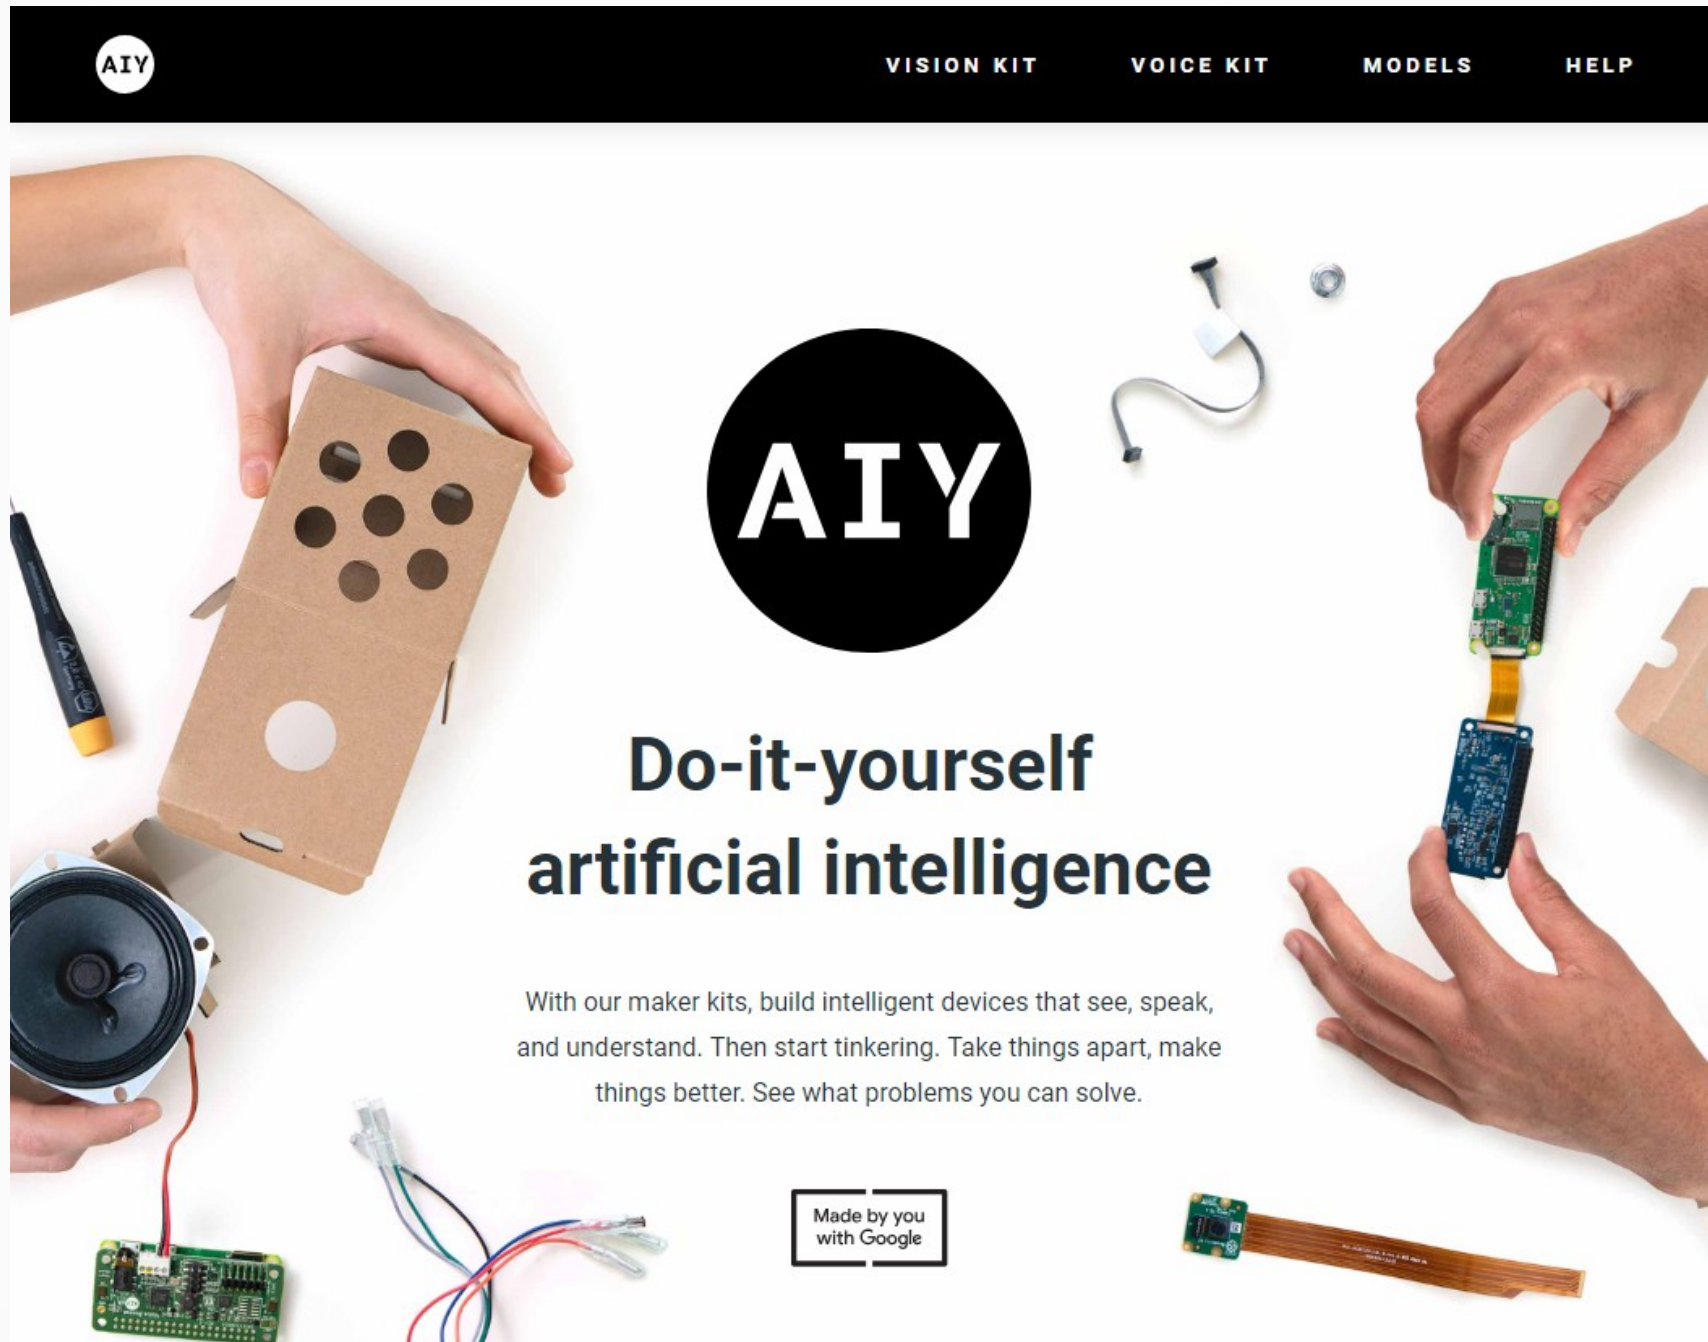 AIY
VISION KIT
VOICE KIT
MODELS
HELP
AIY
Do-it-yourself
artificial intelligence
With our maker kits, build intelligent devices that see, speak,
and understand. Then start tinkering. Take things apart, make
things better. See what problems you can solve.
Made by you
with Google